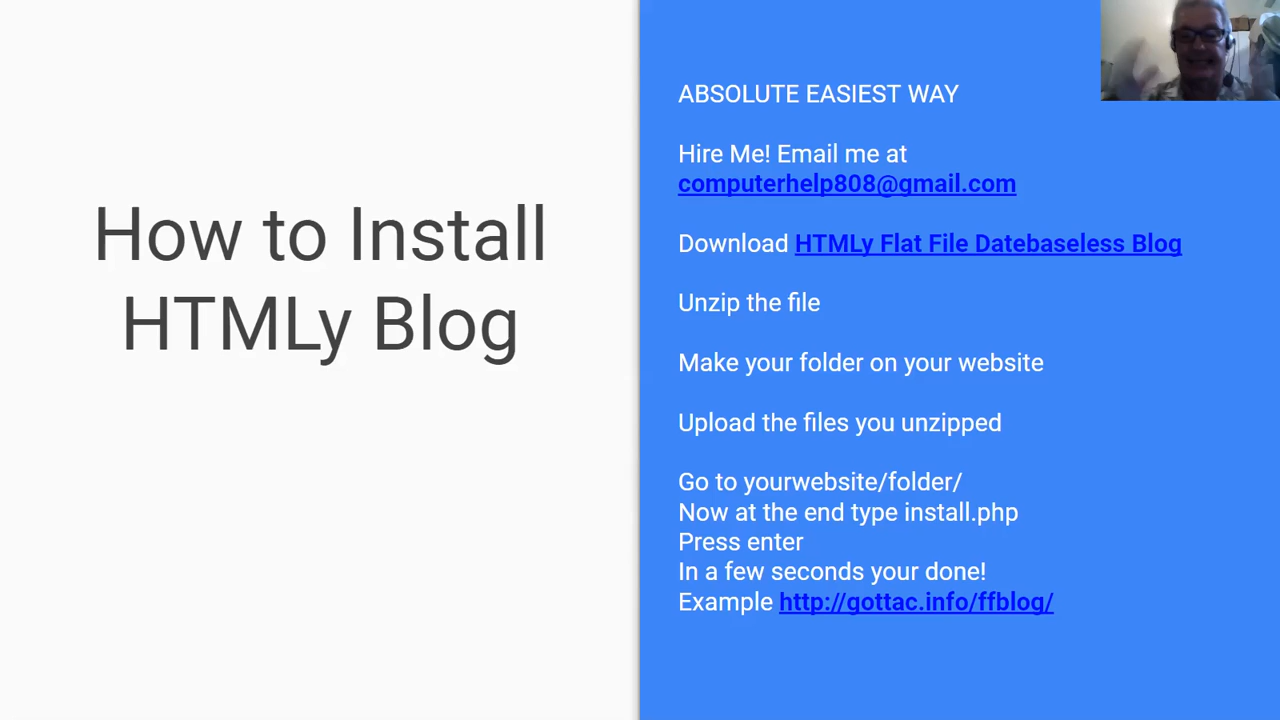 How to Install
HTMLy Blog
ABSOLUTE EASIEST WAY
Hire Me! Email me at
computerhelp808@gmail.com
Download HTMLy Flat File Datebaseless Blog
Unzip the file
Make your folder on your website
Upload the files you unzipped
Go to yourwebsite/folder/
Now at the end type install.php
Press enter
In a few seconds your done!
Example http://gottac.info/ffblog/